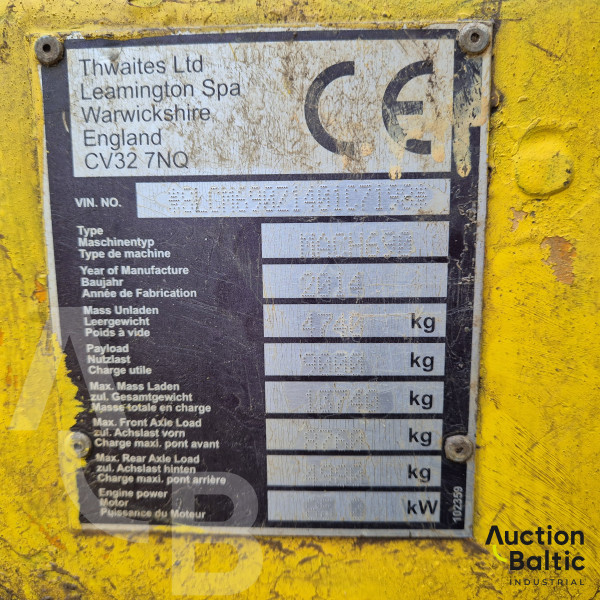 Thwaites Ltd
Leamington Spa
Warwickshire
England
CV32 7NQ
CE
VIN. NO.
Type
Maschinentyp
Type de machine
Year of Manufacture
Baujahr
Année de Fabrication
2014
Mass Unladen
Leergewicht
Poids à vide
kg
Payload
Nutzlast
Charge utile
kg
Max. Mass Laden
zul. Gesamtgewicht
Masse totale en charge
kg
Max. Front Axle Load
zul. Achslast vorn
Charge maxi. pont avant
kg
Max. Rear Axle Load
zul. Achslast hinten
Charge maxi. pont arrière
kg
Engine power
Motor
Puissance du Moteur
kW
102359
Auction
Baltic
INDUSTRIAL